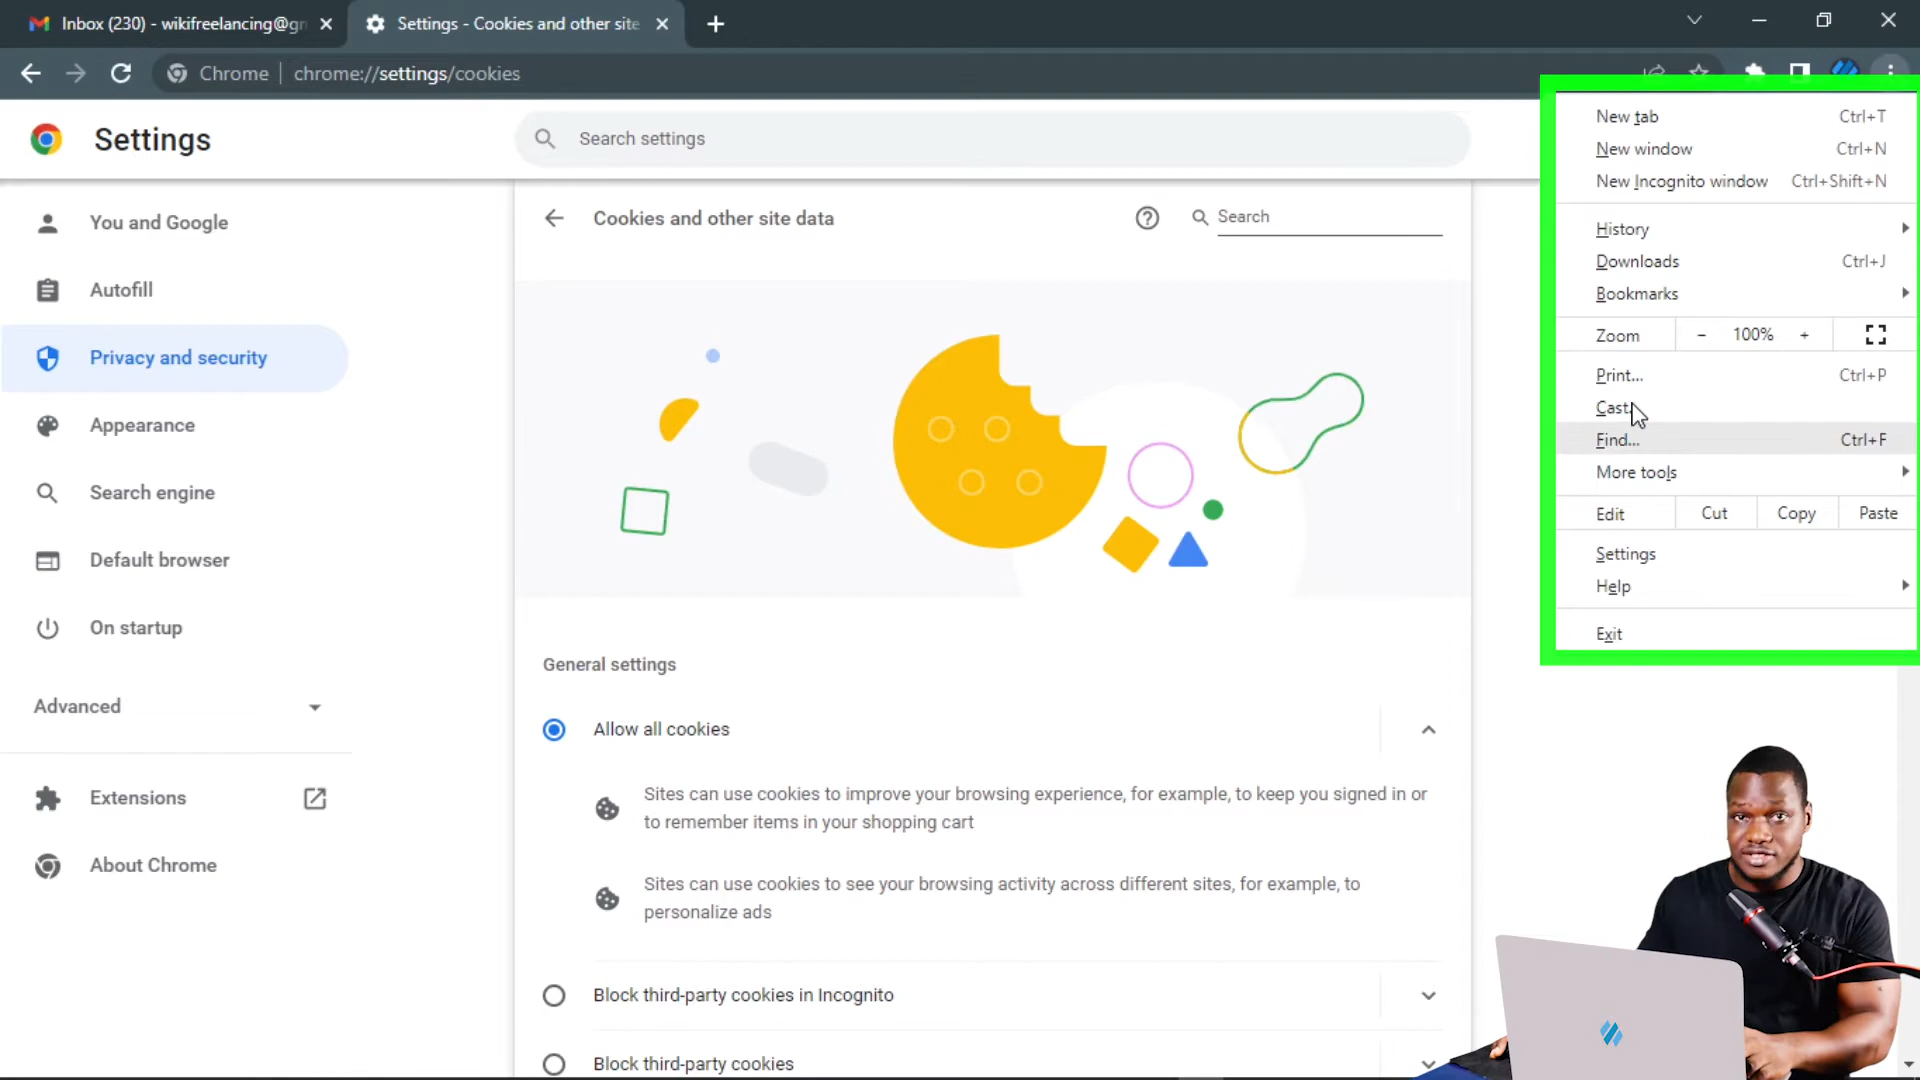 Inbox (230) - wikifreelancing@gm
Settings - Cookies and other site
Chrome chrome://settings/cookies
Settings
Search settings
You and Google
Autofill
Privacy and security
Appearance
Search engine
Default browser
On startup
Advanced
Extensions
About Chrome
Cookies and other site data
Search
General settings
Allow all cookies
Sites can use cookies to improve your browsing experience, for example, to keep you signed in or
to remember items in your shopping cart
Sites can use cookies to see your browsing activity across different sites, for example, to
personalize ads
Block third-party cookies in Incognito
Block third-party cookies
New tab Ctrl+T
New window Ctrl+N
New Incognito window Ctrl+Shift+N
History
Downloads Ctrl+J
Bookmarks
Zoom - 100% +
Print... Ctrl+P
Cast...
Find... Ctrl+F
More tools
Edit Cut Copy Paste
Settings
Help
Exit